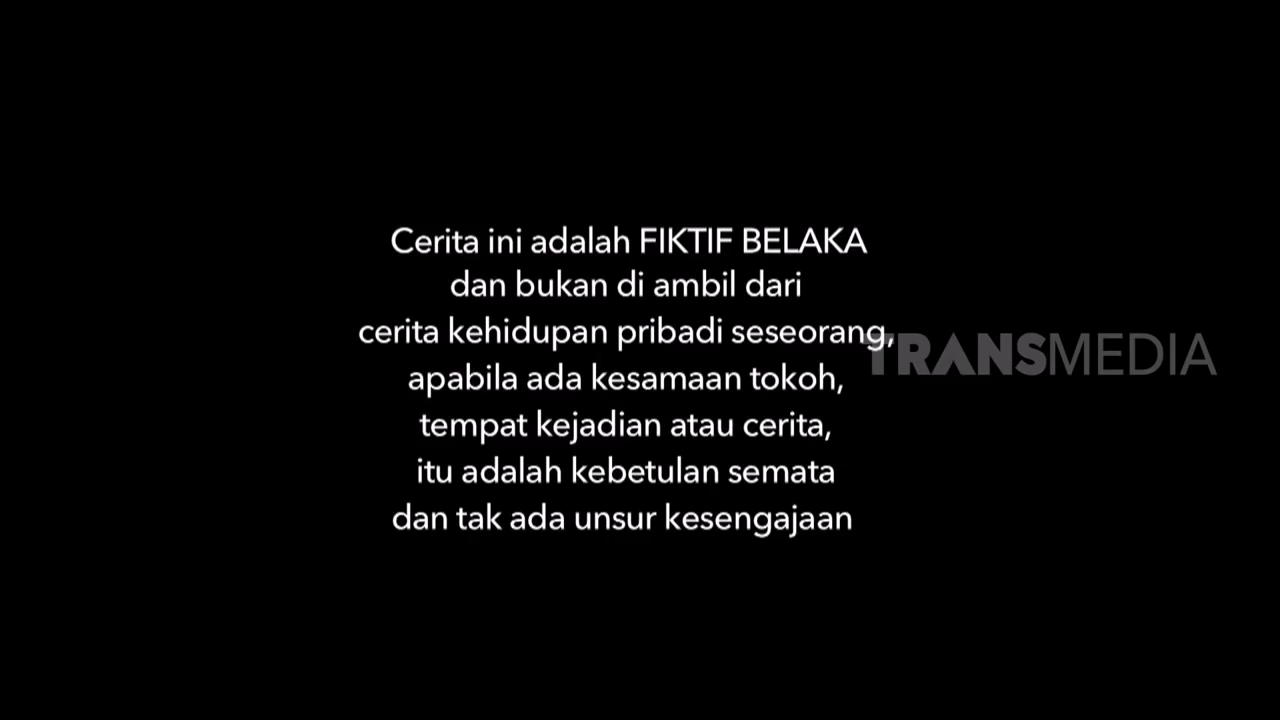 Cerita ini adalah FIKTIF BELAKA
dan bukan di ambil dari
cerita kehidupan pribadi seseorang,
apabila ada kesamaan tokoh,
tempat kejadian atau cerita,
itu adalah kebetulan semata
dan tak ada unsur kesengajaan
TRANSMEDIA